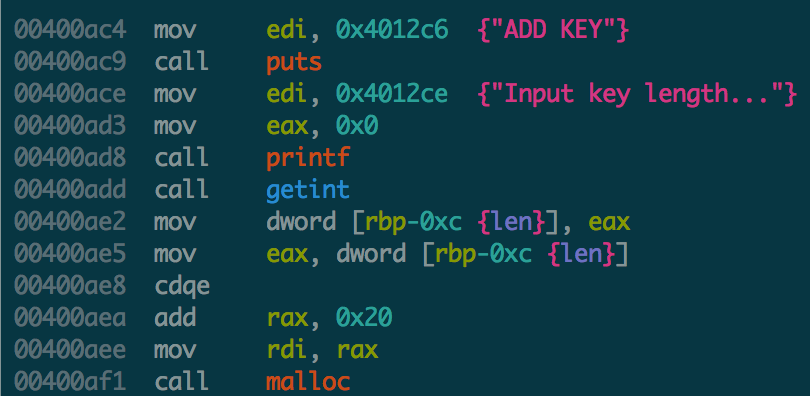 00400ac4 mov edi, 0x4012c6 {"ADD KEY"}
00400ac9 call puts
00400ace mov edi, 0x4012ce {"Input key length..."}
00400ad3 mov eax, 0x0
00400ad8 call printf
00400add call getint
00400ae2 mov dword [rbp-0xc {len}], eax
00400ae5 mov eax, dword [rbp-0xc {len}]
00400ae8 cdqe
00400aea add rax, 0x20
00400aee mov rdi, rax
00400af1 call malloc